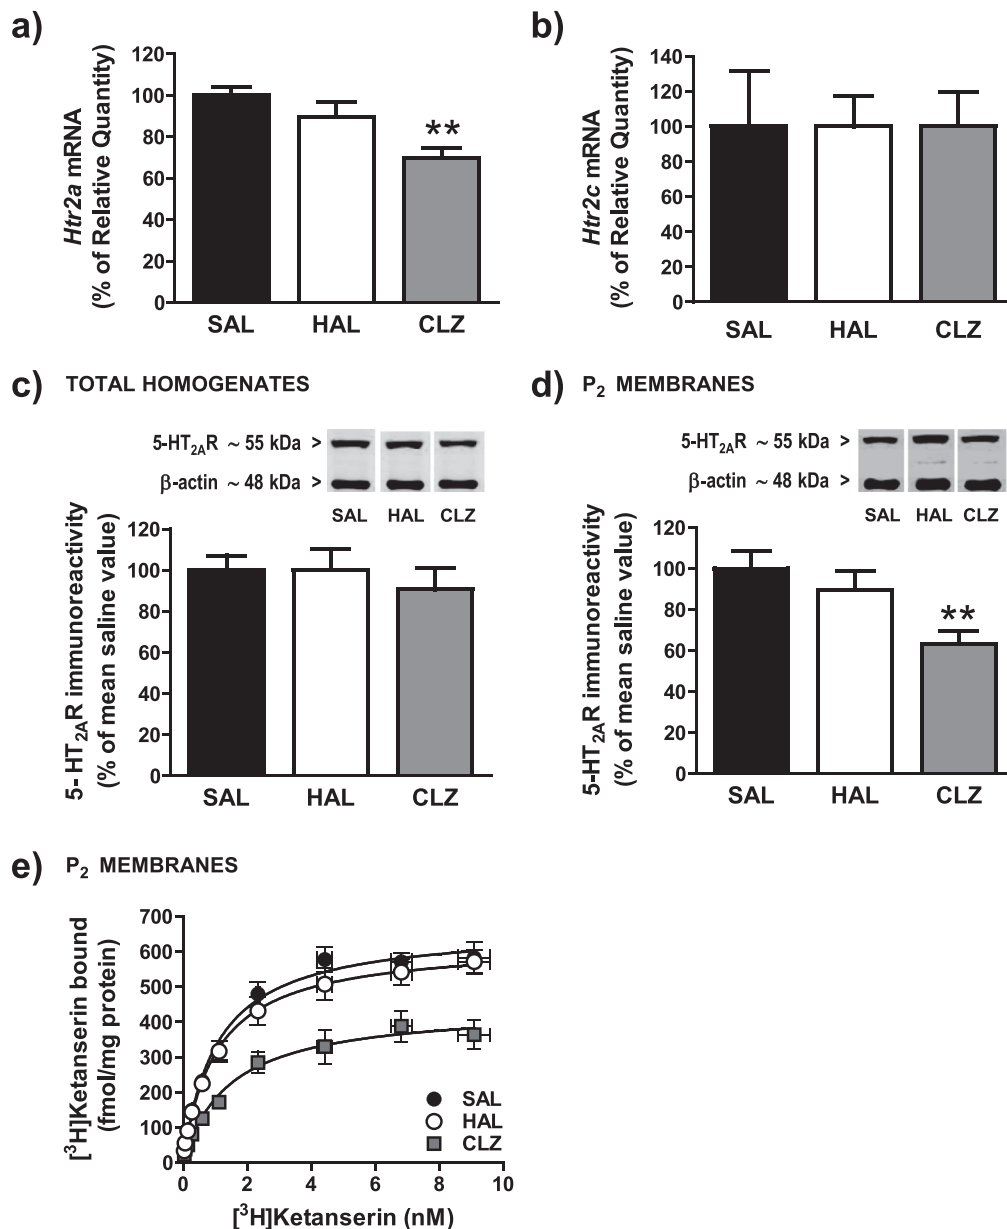 a)
Htr2a mRNA
(% of Relative Quantity)
120
100
80
60
40
20
0
**
SAL HAL CLZ
b)
Htr2c mRNA
(% of Relative Quantity)
140
120
100
80
60
40
20
0
SAL HAL CLZ
c) TOTAL HOMOGENATES
5-HT2AR ~ 55 kDa >
β-actin ~ 48 kDa >
SAL HAL CLZ
5-HT2AR immunoreactivity
(% of mean saline value)
120
100
80
60
40
20
0
SAL HAL CLZ
d) P2 MEMBRANES
5-HT2AR ~ 55 kDa >
β-actin ~ 48 kDa >
SAL HAL CLZ
5-HT2AR immunoreactivity
(% of mean saline value)
120
100
80
60
40
20
0
**
SAL HAL CLZ
e) P2 MEMBRANES
[3H]Ketanserin bound
(fmol/mg protein)
700
600
500
400
300
200
100
0
SAL
HAL
CLZ
0 2 4 6 8 10
[3H]Ketanserin (nM)